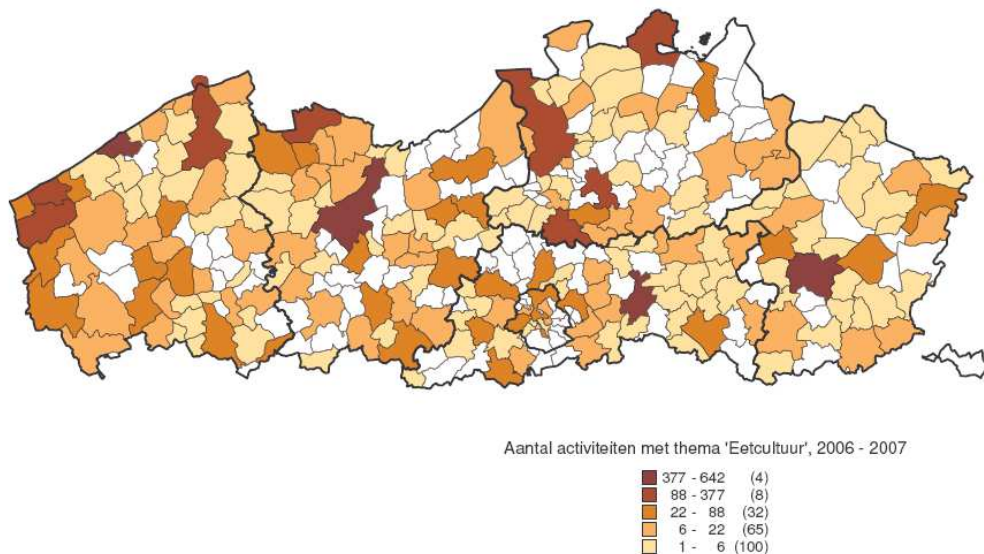 Aantal activiteiten met thema 'Eetcultuur', 2006 - 2007
377 - 642 (4)
88 - 377 (8)
22 - 88 (32)
6 - 22 (65)
1 - 6 (100)